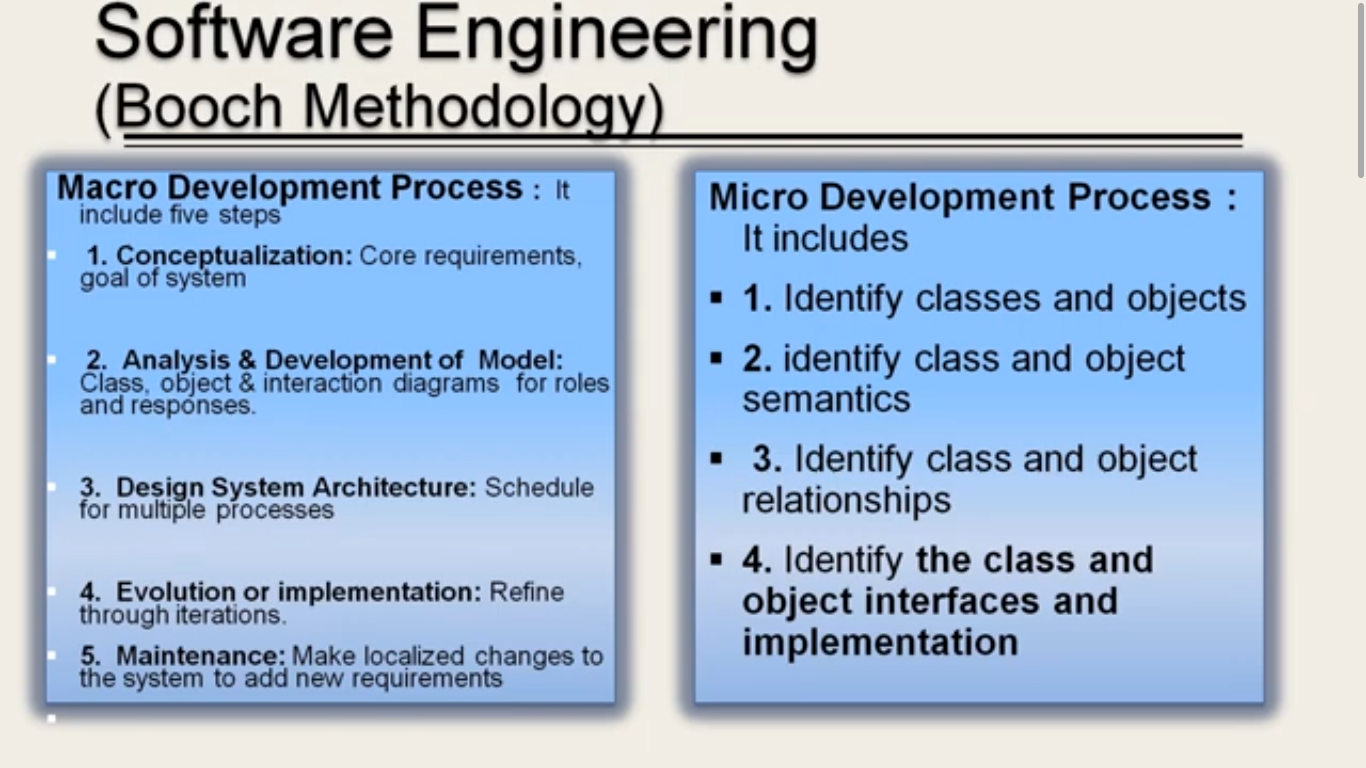 Software Engineering
(Booch Methodology)
Macro Development Process : It
include five steps
1. Conceptualization: Core requirements,
goal of system
2. Analysis & Development of Model:
Class, object & interaction diagrams for roles
and responses.
3. Design System Architecture: Schedule
for multiple processes
4. Evolution or implementation: Refine
through iterations.
5. Maintenance: Make localized changes to
the system to add new requirements
Micro Development Process :
It includes
▪ 1. Identify classes and objects
▪ 2. identify class and object
semantics
▪ 3. Identify class and object
relationships
▪ 4. Identify the class and
object interfaces and
implementation